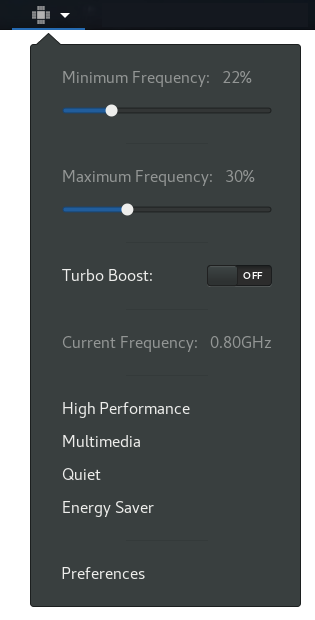 Minimum Frequency: 22%
Maximum Frequency: 30%
Turbo Boost: OFF
Current Frequency: 0.80GHz
High Performance
Multimedia
Quiet
Energy Saver
Preferences